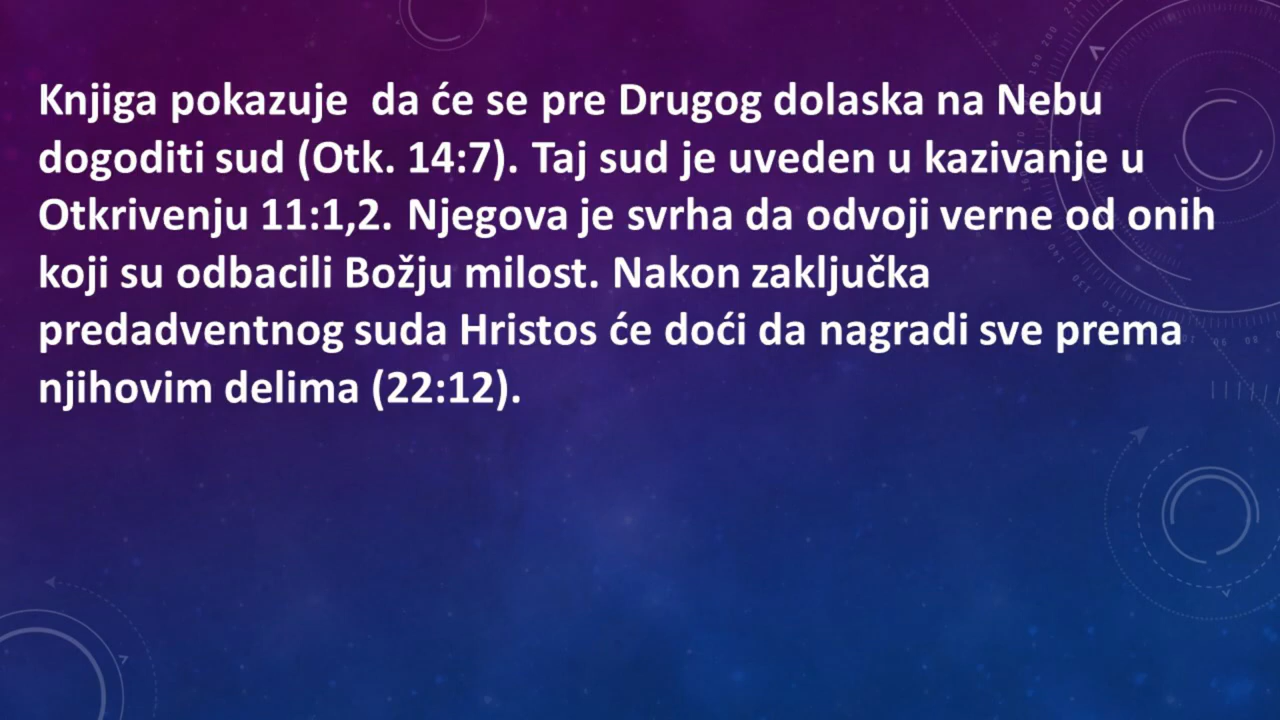 Knjiga pokazuje  da će se pre Drugog dolaska na Nebu
dogoditi sud (Otk. 14:7). Taj sud je uveden u kazivanje u
Otkrivenju 11:1,2. Njegova je svrha da odvoji verne od onih
koji su odbacili Božju milost. Nakon zaključka
predadventnog suda Hristos će doći da nagradi sve prema
njihovim delima (22:12).